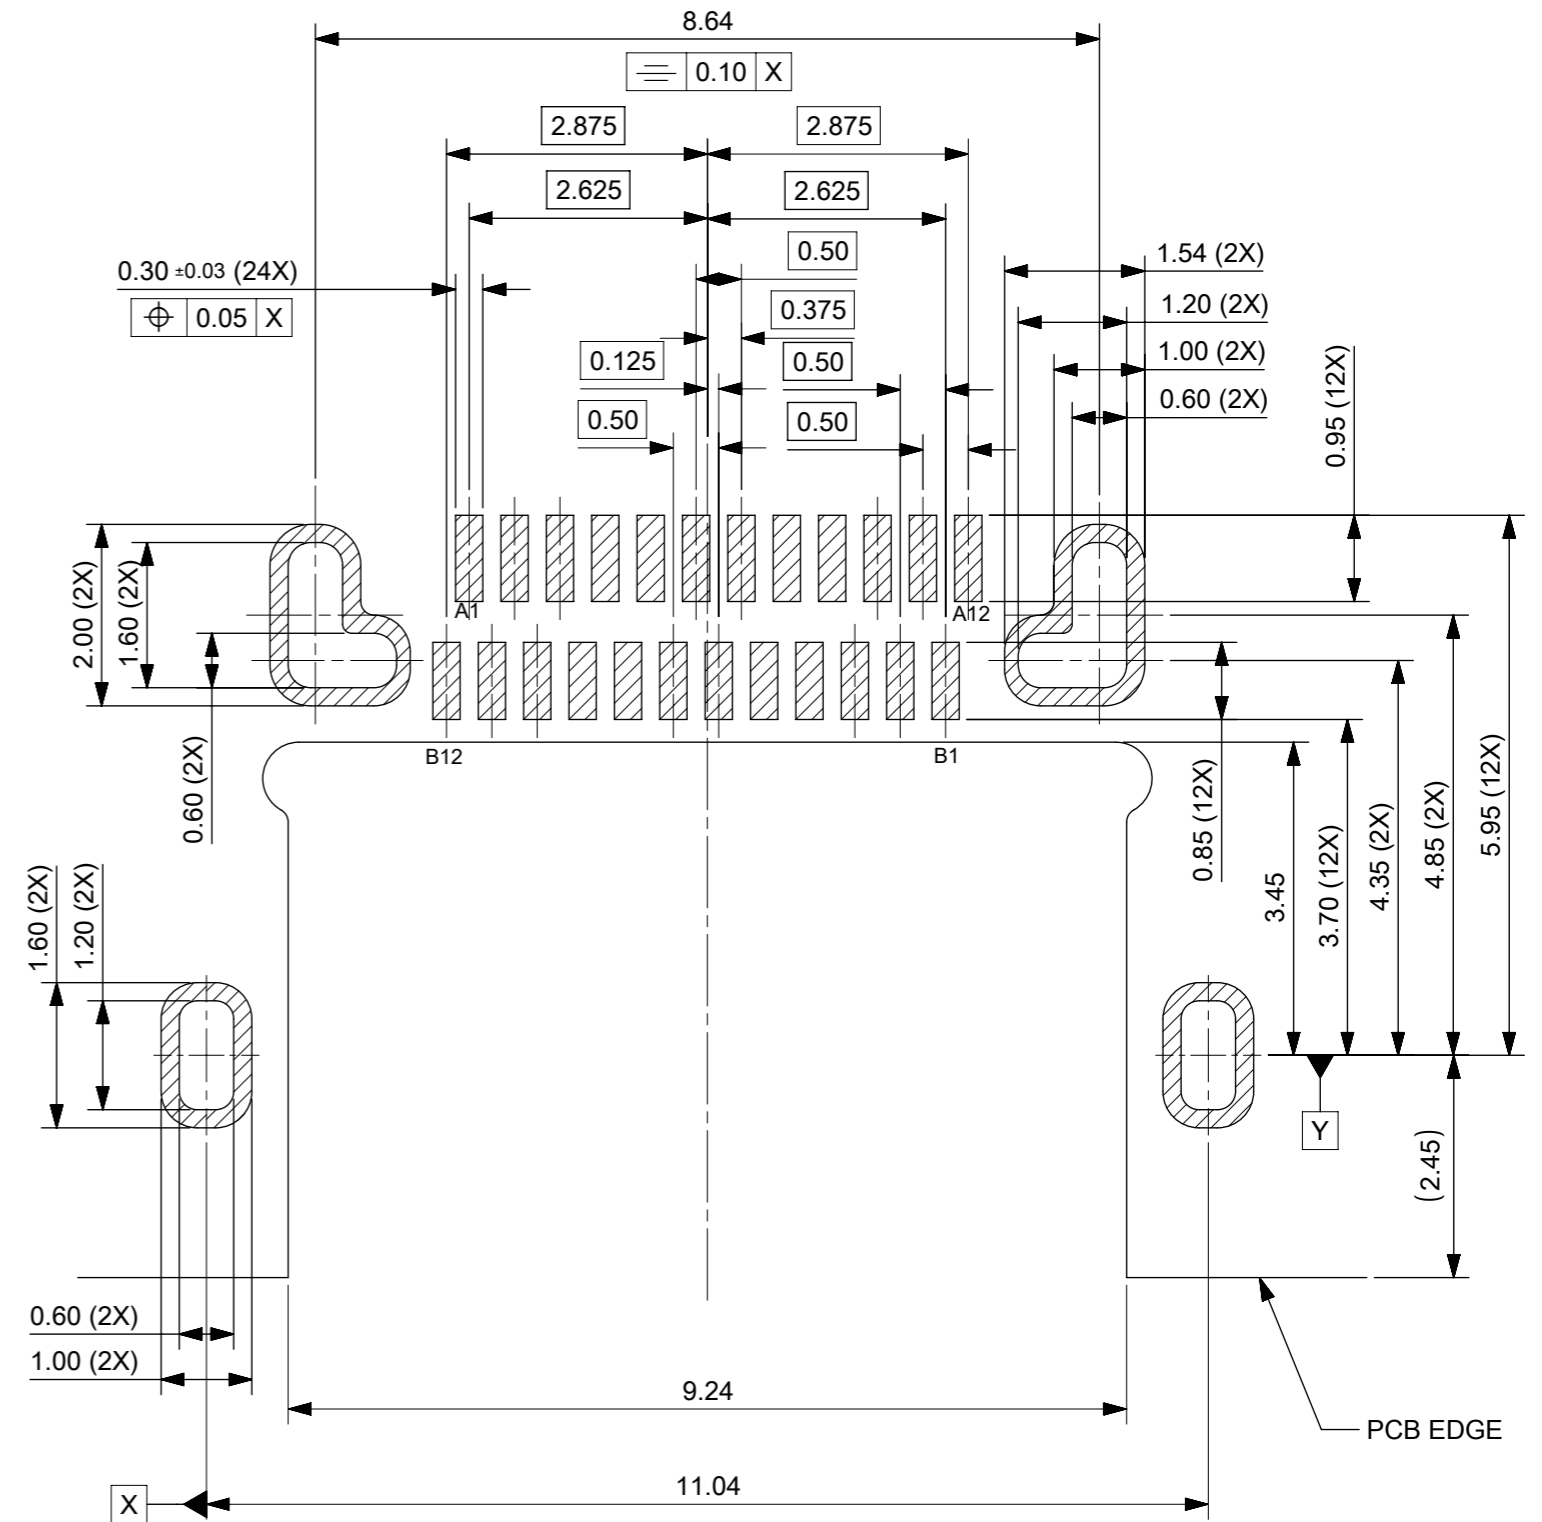 8.64
0.10 X
2.875 2.875
2.625 2.625
0.50
1.54 (2X)
0.30 ±0.03 (24X)
0.05 X
0.375
1.20 (2X)
0.125
0.50
1.00 (2X)
0.60 (2X)
0.50
0.50
0.95 (12X)
2.00 (2X)
1.60 (2X)
A1
A12
0.60 (2X)
B12
B1
0.85 (12X)
3.45
3.70 (12X)
4.35 (2X)
4.85 (2X)
5.95 (12X)
1.60 (2X)
1.20 (2X)
Y
(2.45)
0.60 (2X)
1.00 (2X)
9.24
PCB EDGE
11.04
X